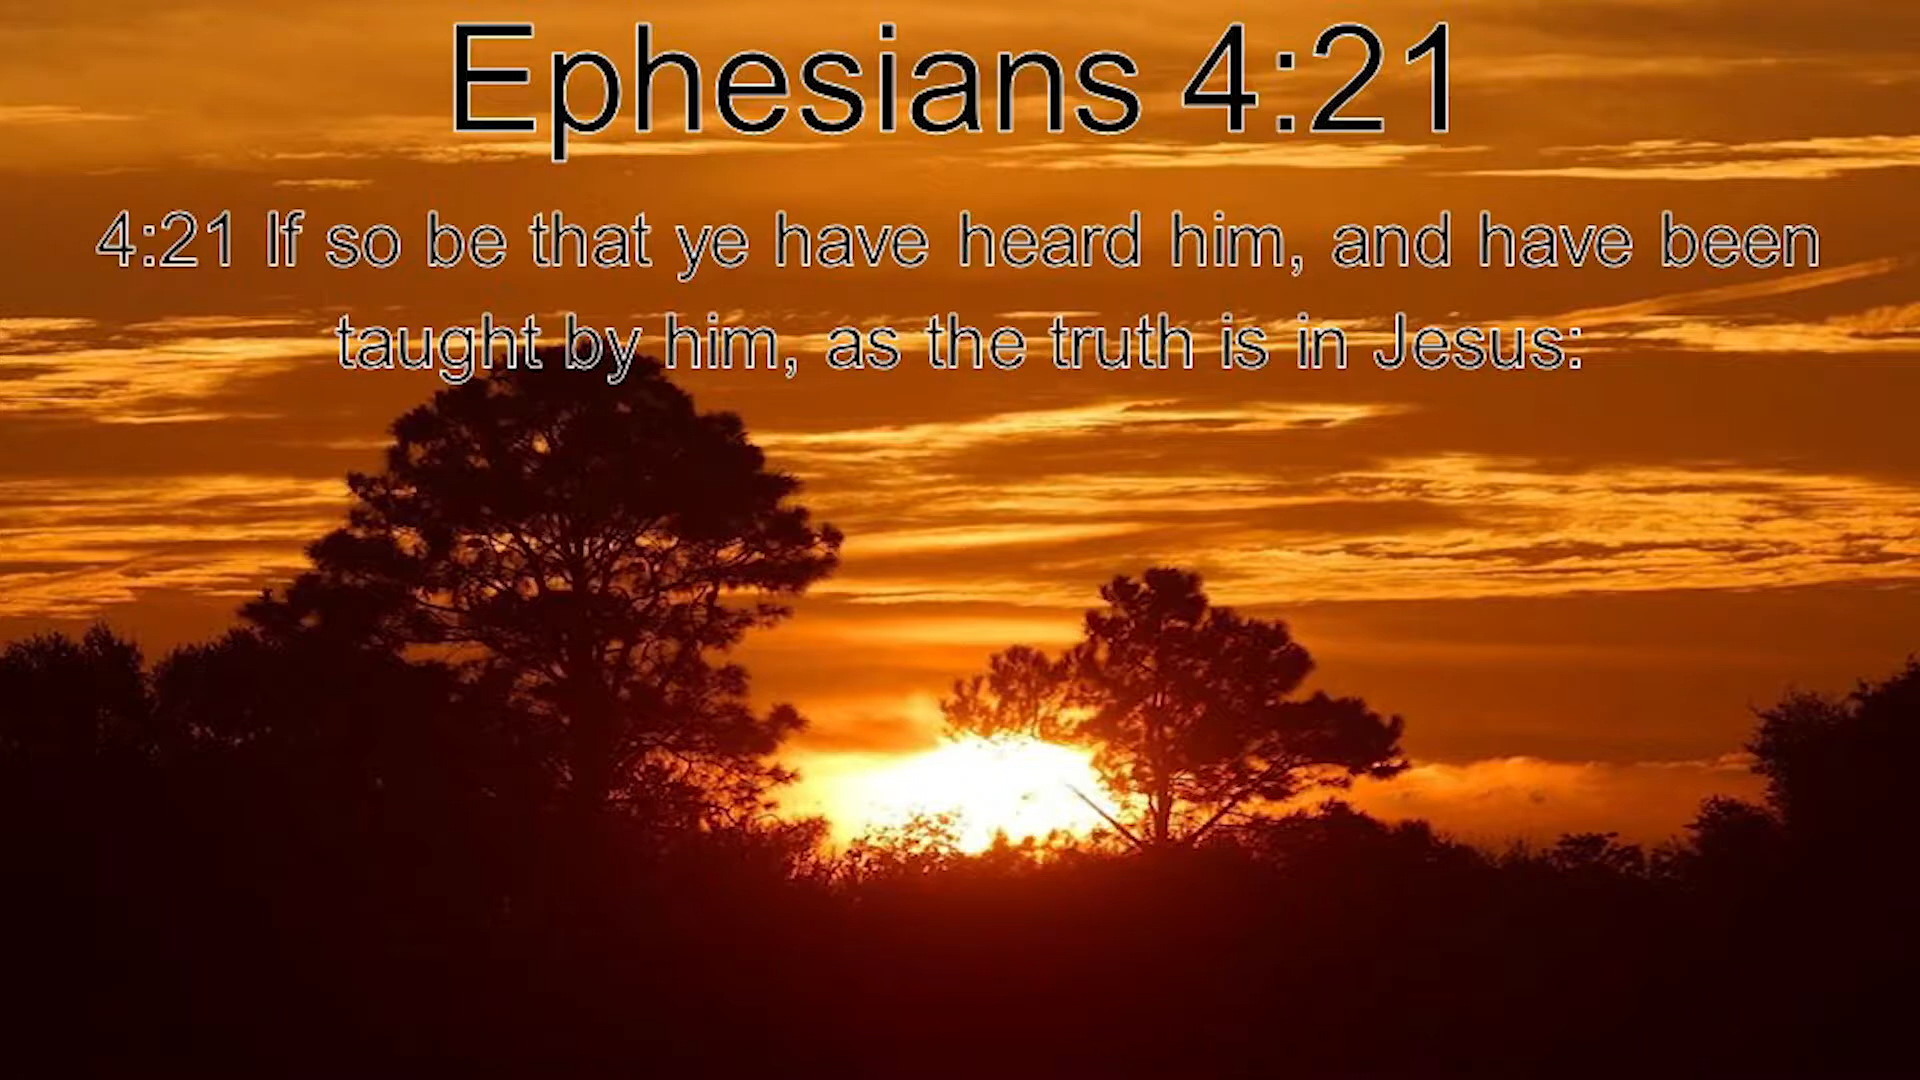 Ephesians 4:21
4:21 If so be that ye have heard him, and have been
taught by him, as the truth is in Jesus: